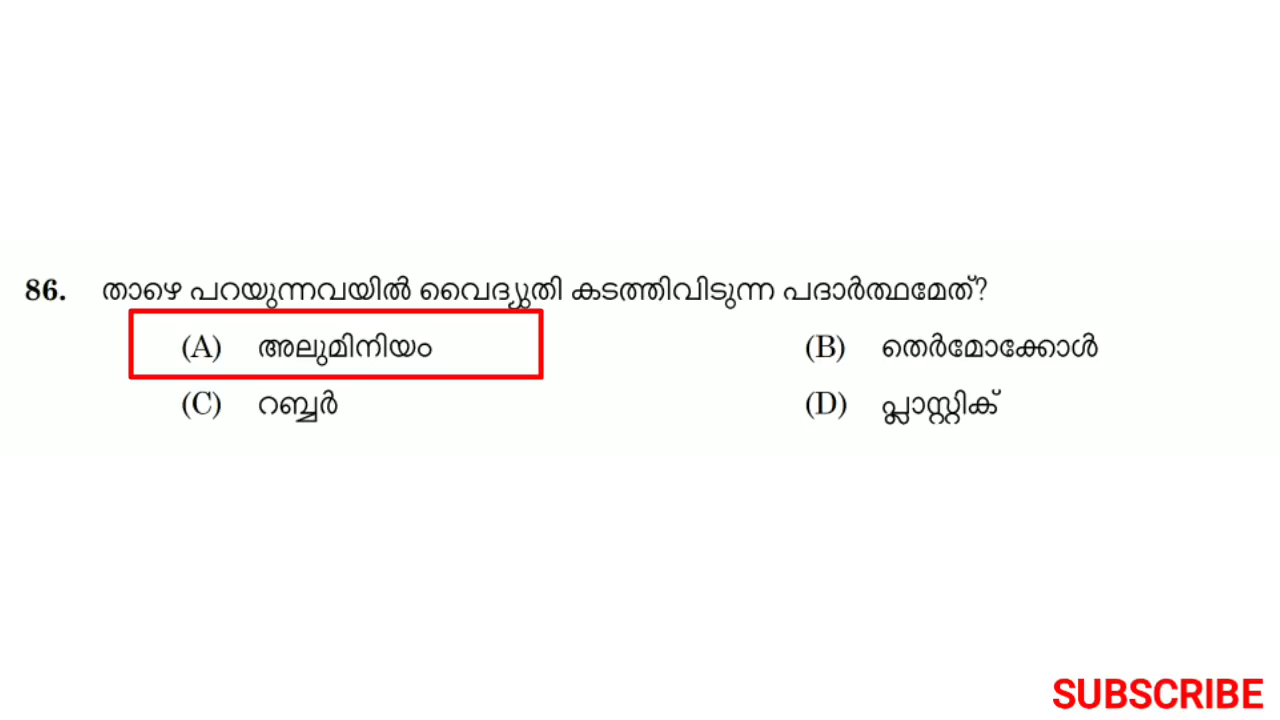 86. താഴെ പറയുന്നവയിൽ വൈദ്യുതി കടത്തിവിടുന്ന പദാർത്ഥമേത്?
(A) അലുമിനിയം (B) തെർമോക്കോൾ
(C) റബ്ബർ (D) പ്ലാസ്റ്റിക്
SUBSCRIBE